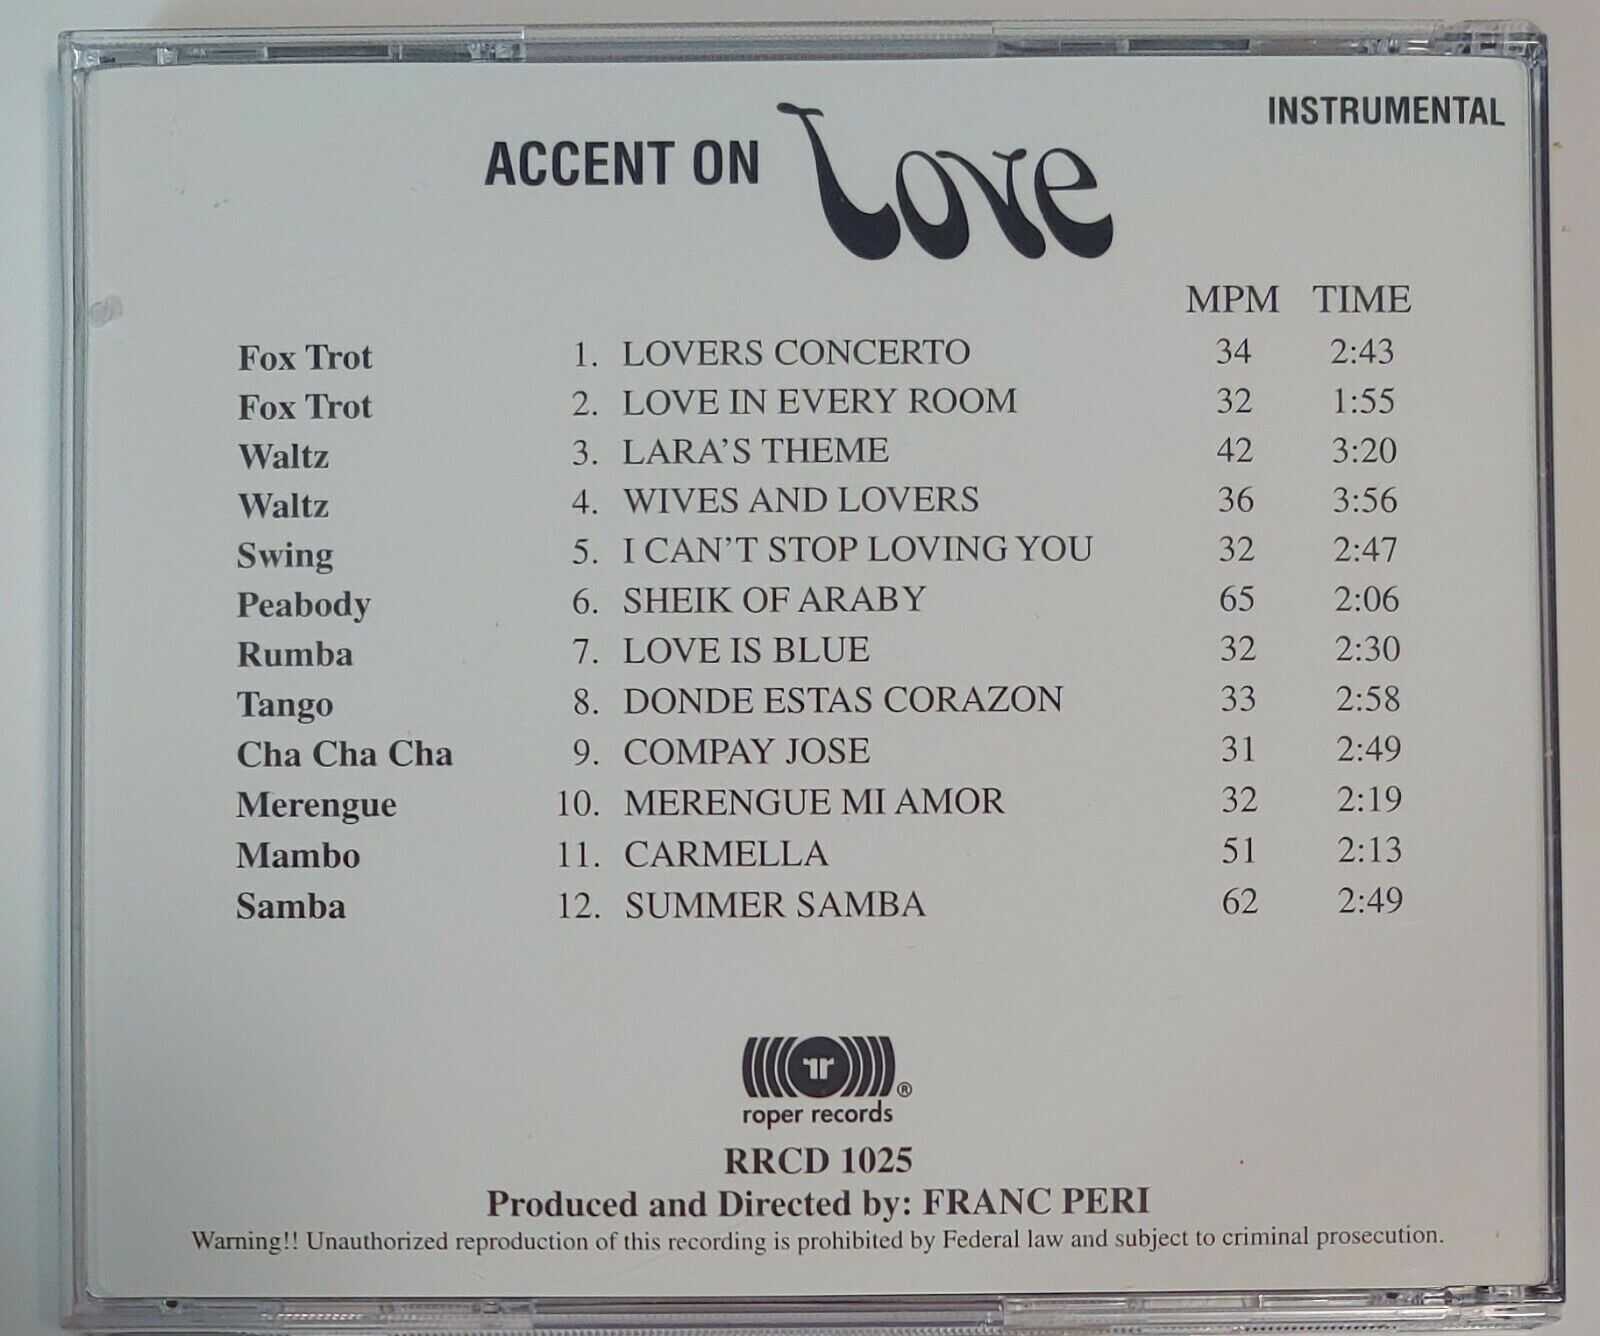 INSTRUMENTAL
ACCENT ON Love
MPM TIME
Fox Trot 1. LOVERS CONCERTO 34 2:43
Fox Trot 2. LOVE IN EVERY ROOM 32 1:55
Waltz 3. LARA'S THEME 42 3:20
Waltz 4. WIVES AND LOVERS 36 3:56
Swing 5. I CAN'T STOP LOVING YOU 32 2:47
Peabody 6. SHEIK OF ARABY 65 2:06
Rumba 7. LOVE IS BLUE 32 2:30
Tango 8. DONDE ESTAS CORAZON 33 2:58
Cha Cha Cha 9. COMPAY JOSE 31 2:49
Merengue 10. MERENGUE MI AMOR 32 2:19
Mambo 11. CARMELLA 51 2:13
Samba 12. SUMMER SAMBA 62 2:49
rr ®
roper records
RRCD 1025
Produced and Directed by: FRANC PERI
Warning!! Unauthorized reproduction of this recording is prohibited by Federal law and subject to criminal prosecution.